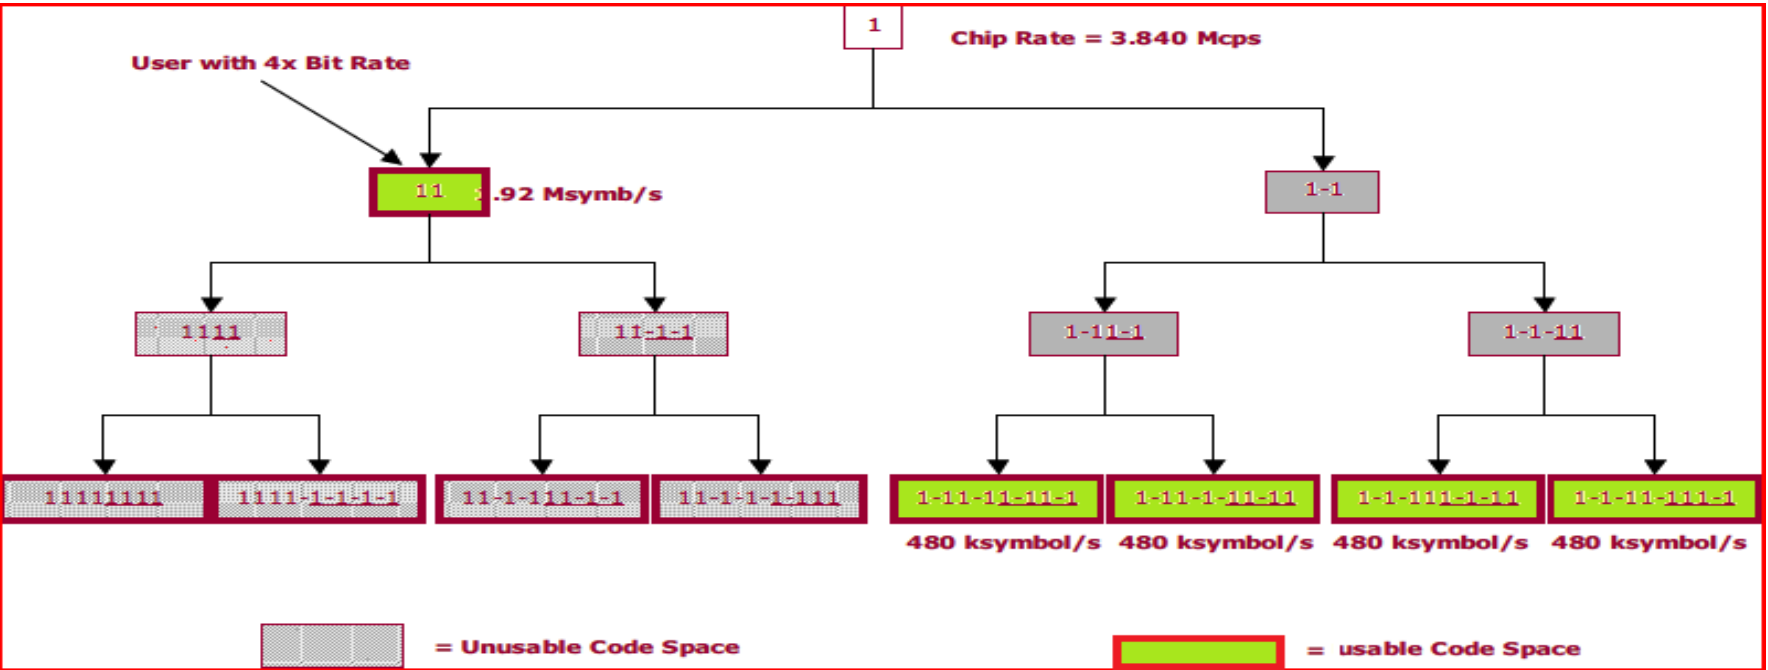 1
Chip Rate = 3.840 Mcps
User with 4x Bit Rate
11
.92 Msymb/s
1-1
1111
11-1-1
1-11-1
1-1-11
11111111
1111-1-1-1-1
11-1-111-1-1
11-1-1-1-111
1-11-11-11-1
1-11-1-11-11
1-1-111-1-11
1-1-11-111-1
480 ksymbol/s
480 ksymbol/s
480 ksymbol/s
480 ksymbol/s
= Unusable Code Space
= usable Code Space